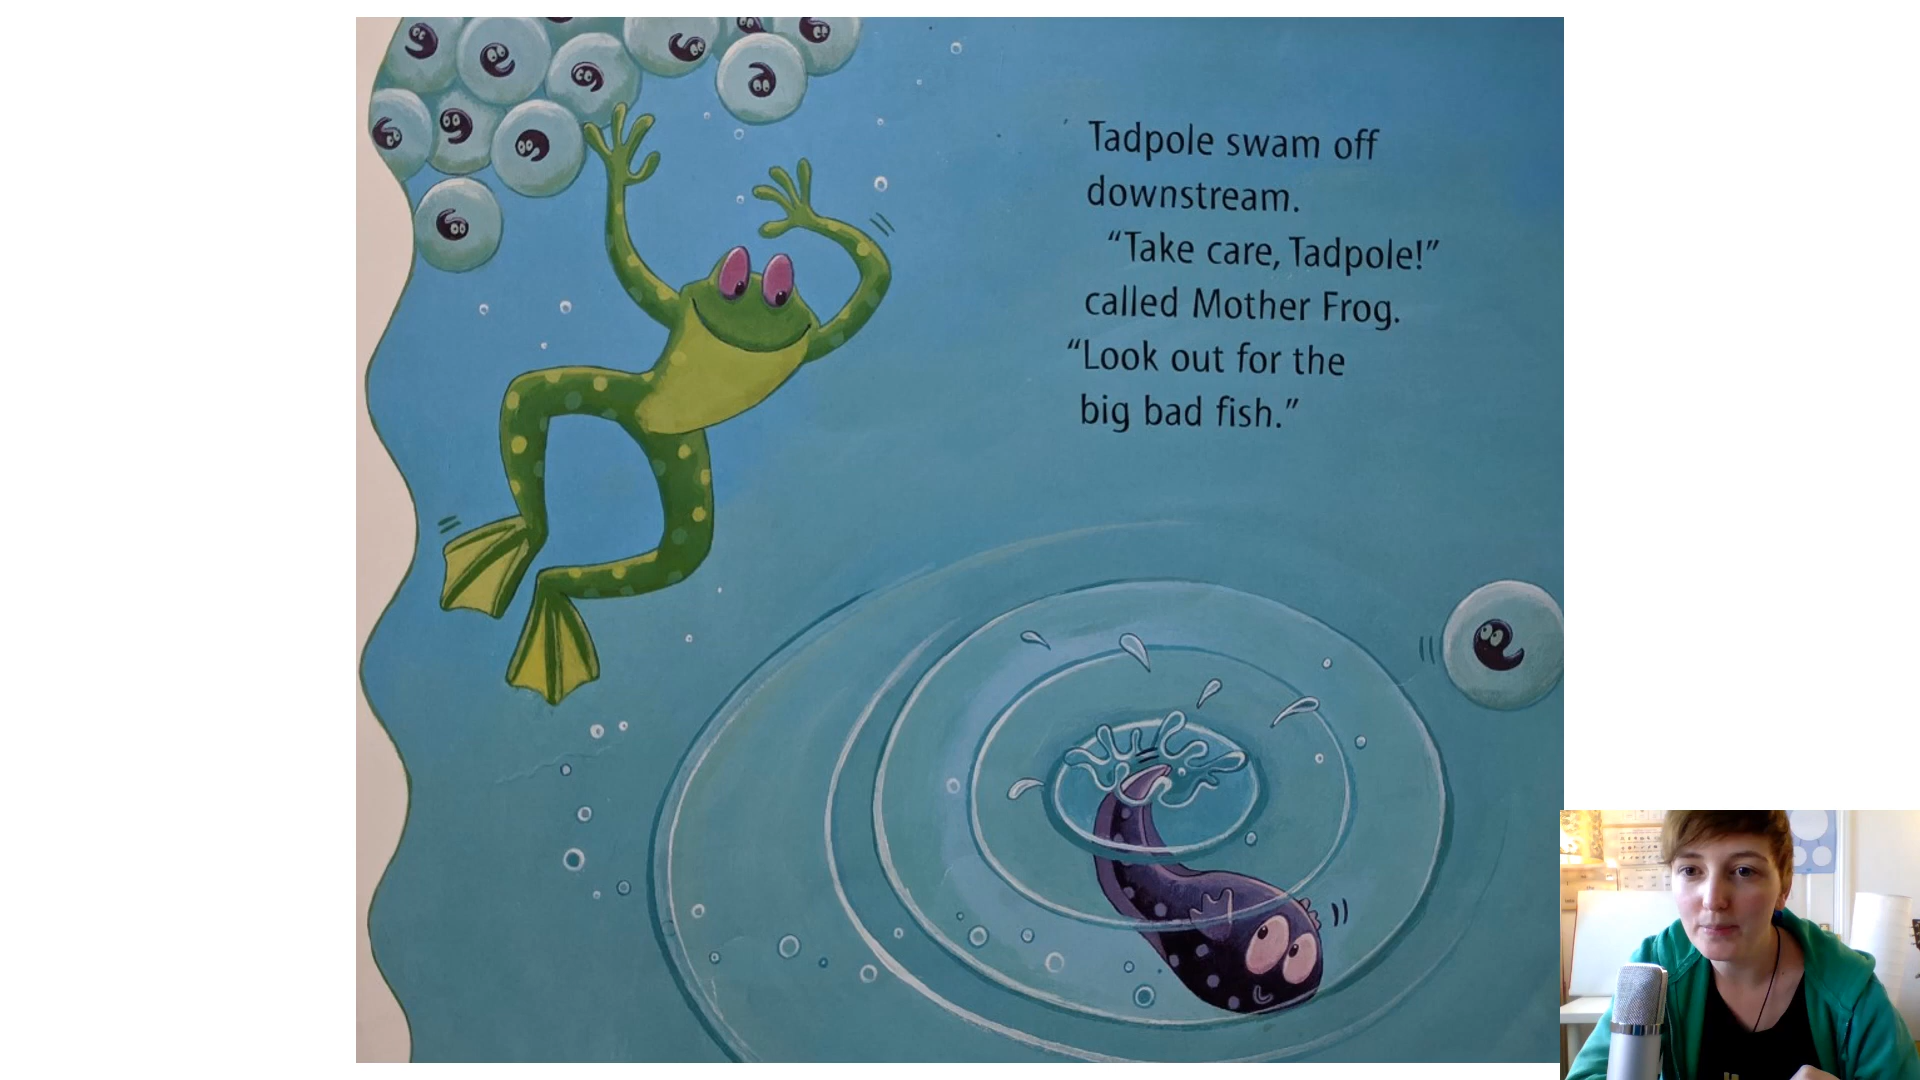 Tadpole swam off
downstream.
“Take care, Tadpole!”
called Mother Frog.
“Look out for the
big bad fish.”